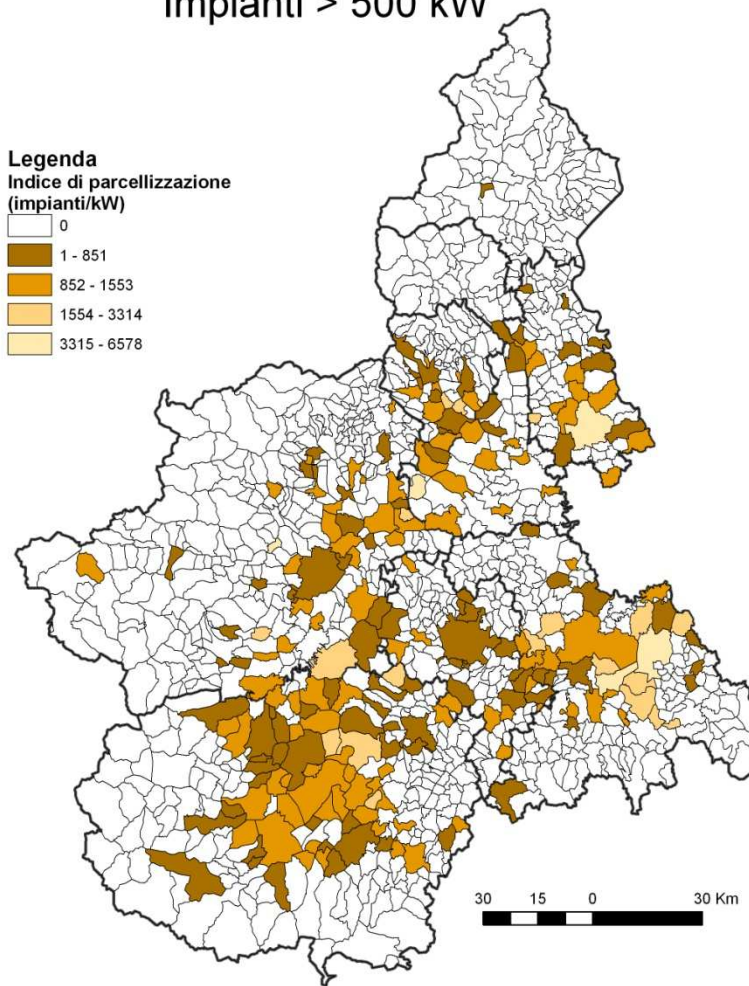 Impianti > 500 kW
Legenda
Indice di parcellizzazione
(impianti/kW)
0
1 - 851
852 - 1553
1554 - 3314
3315 - 6578
30 15 0 30 Km